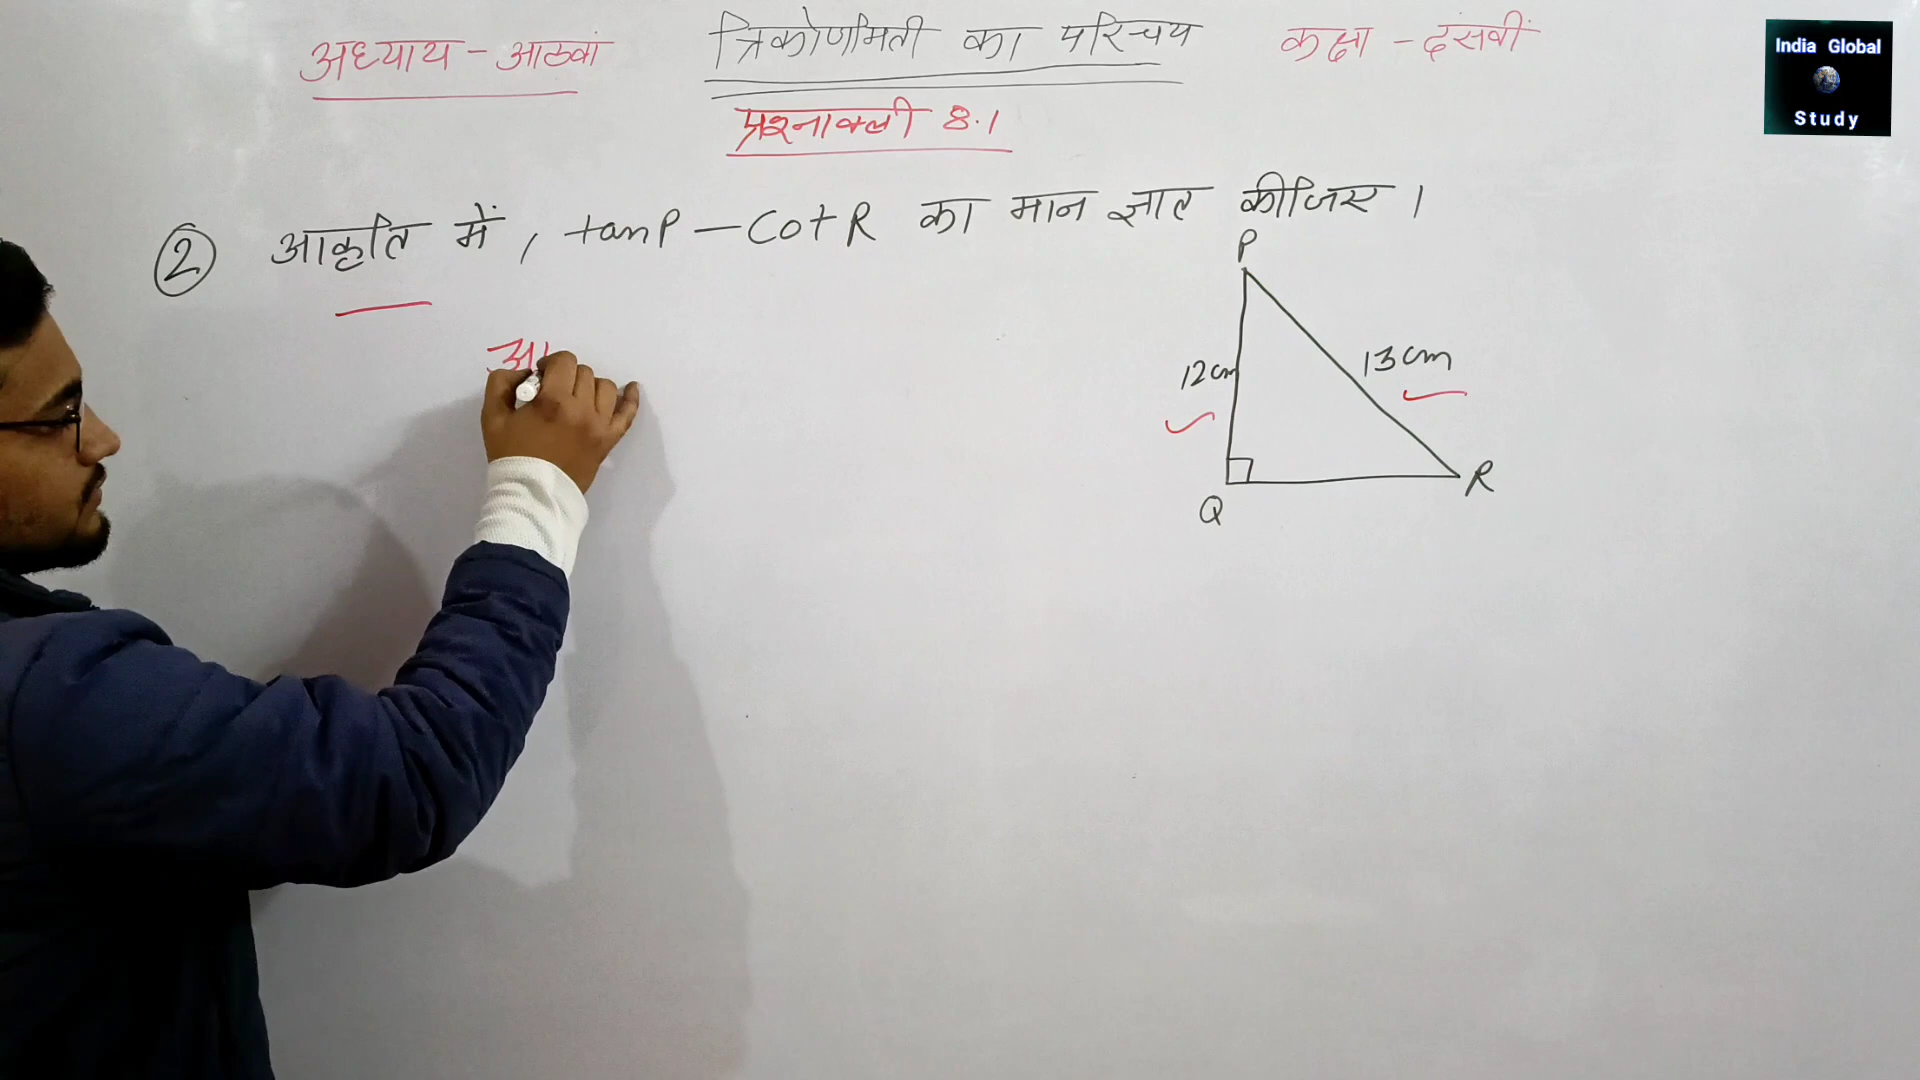 अध्याय - आठवां त्रिकोणमिती का परिचय कक्षा - दंसवीं
प्रश्नावली 8.1
India Global
Study
② आकृति में, tanP - CotR का मान ज्ञात कीजिए।
P
12cm 13cm
Q R